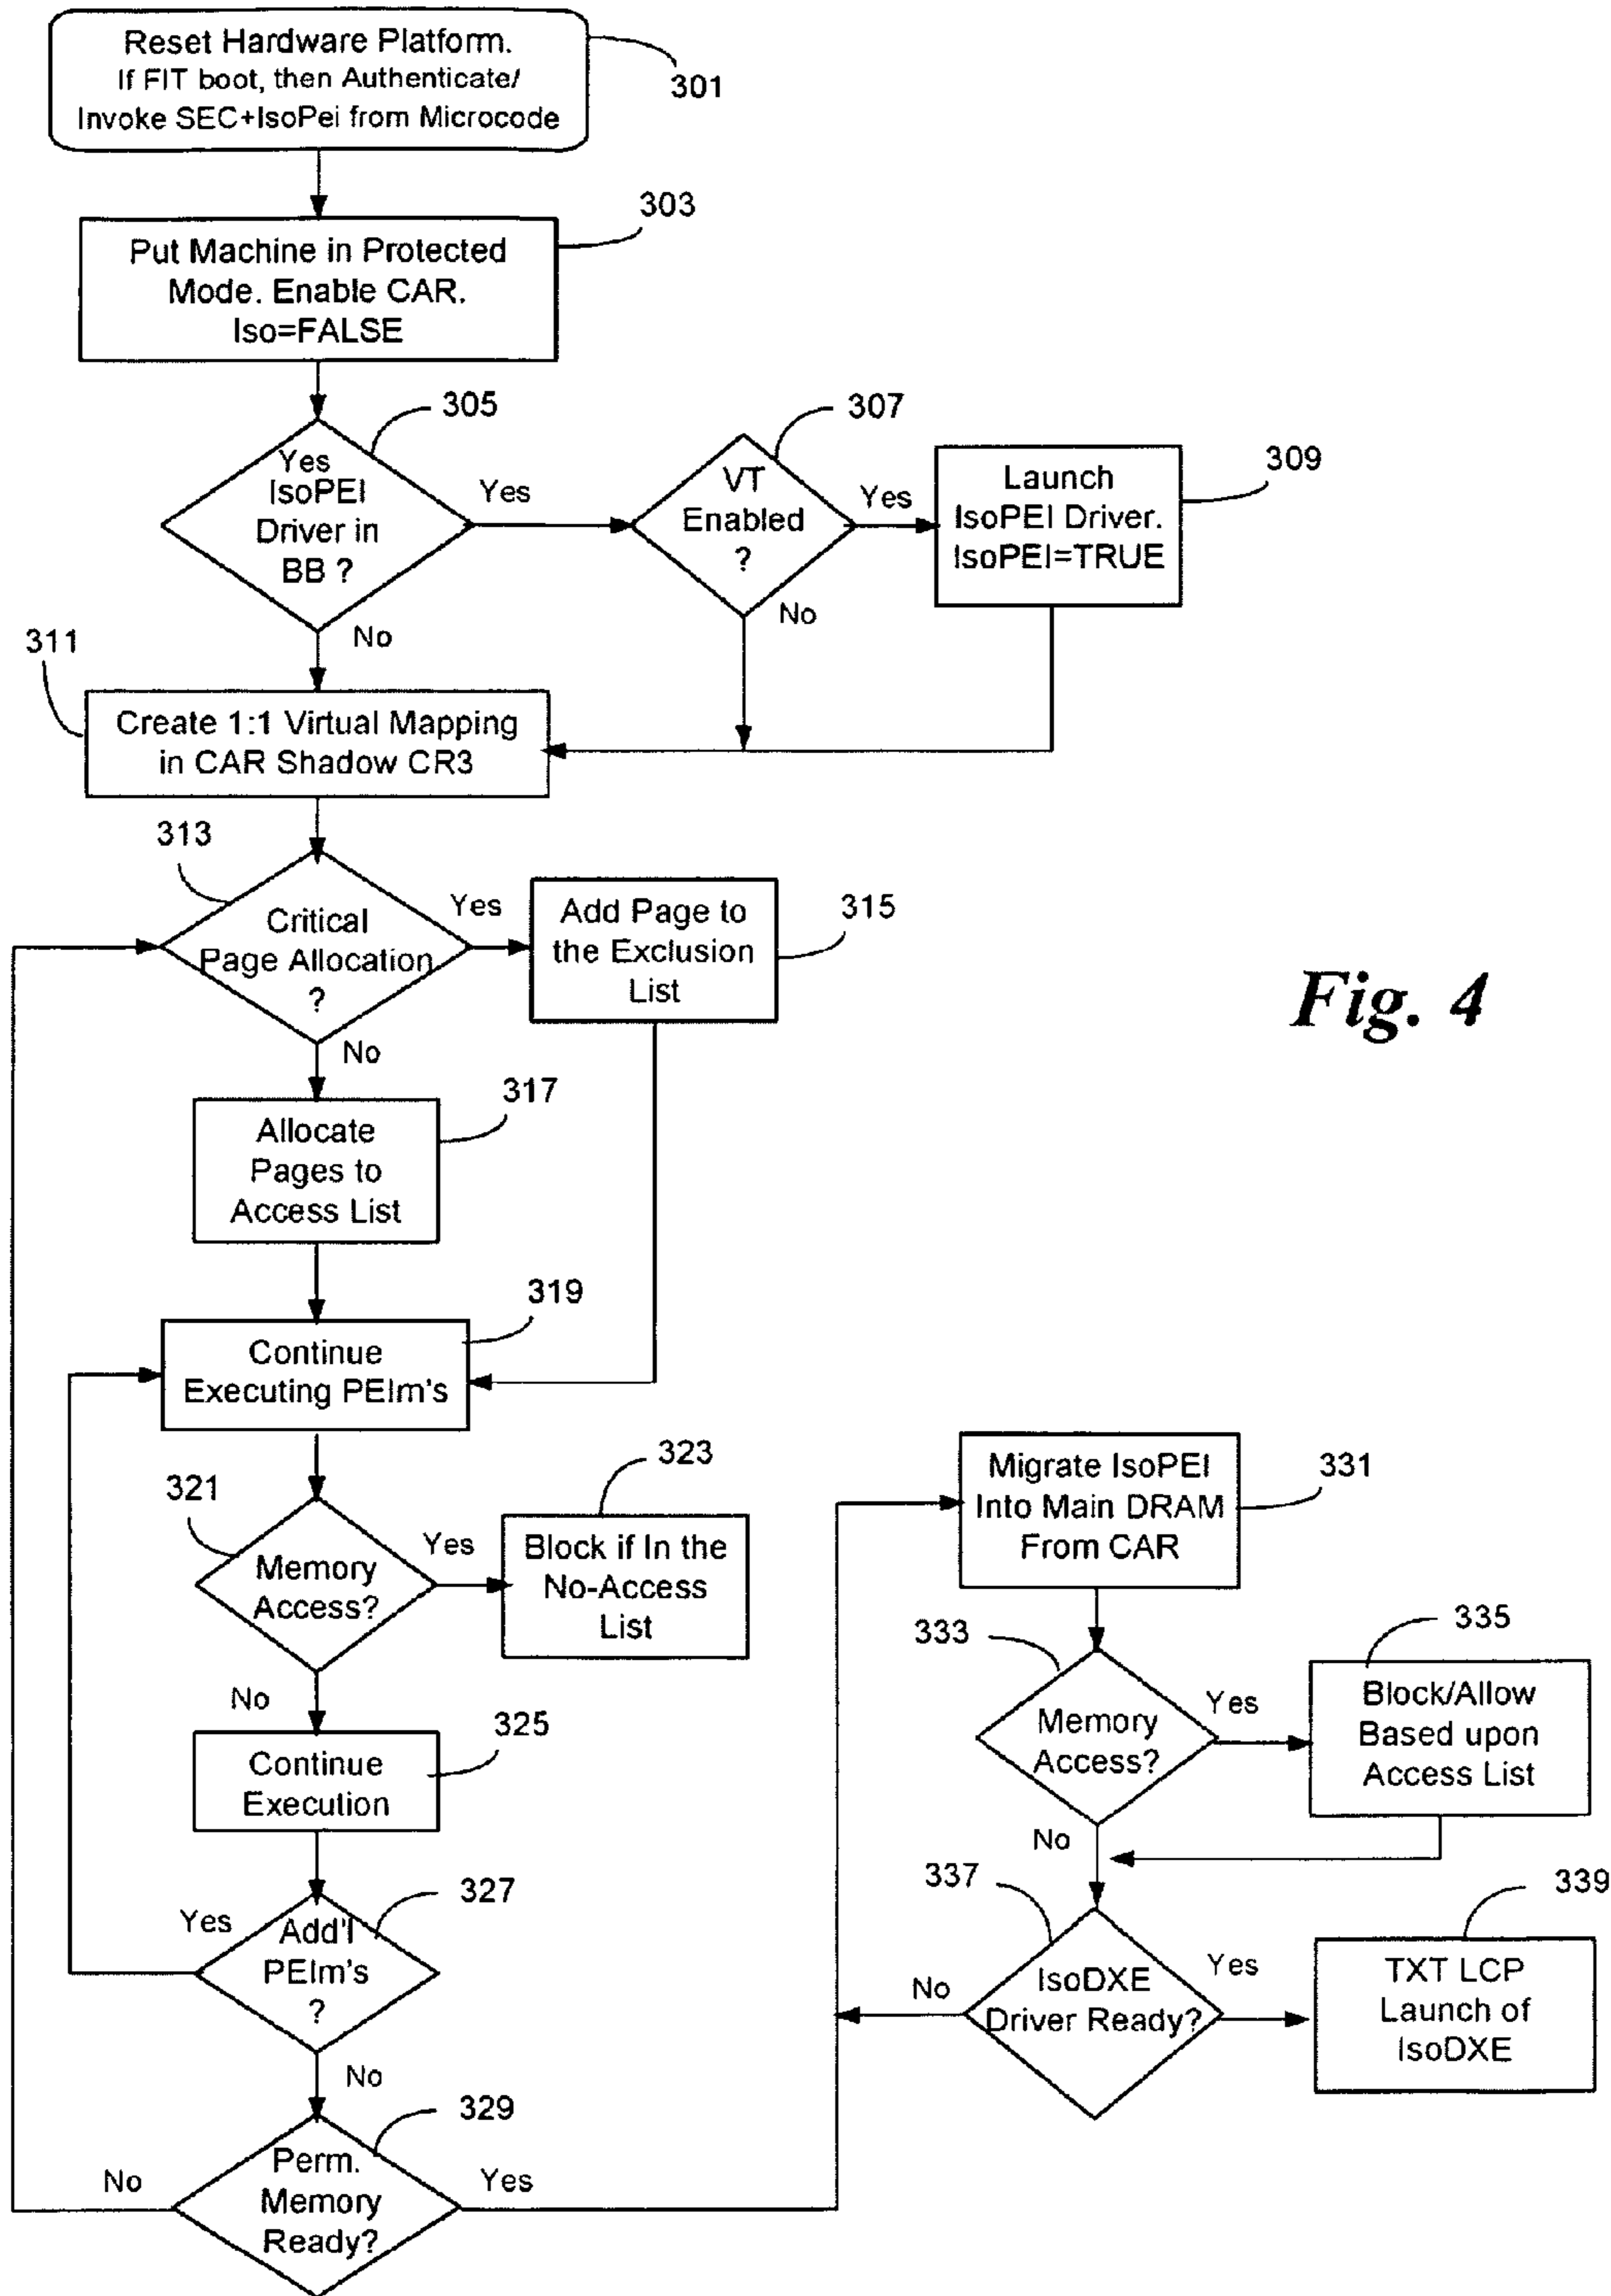 Reset Hardware Platform.
If FIT boot, then Authenticate/
Invoke SEC+IsoPei from Microcode
301
303
Put Machine in Protected
Mode. Enable CAR.
Iso=FALSE
305
Yes
IsoPEI
Driver in
BB ?
Yes
No
307
VT
Enabled
?
Yes
No
309
Launch
IsoPEI Driver.
IsoPEI=TRUE
311
Create 1:1 Virtual Mapping
in CAR Shadow CR3
313
Critical
Page Allocation
?
Yes
No
315
Add Page to
the Exclusion
List
Fig. 4
317
Allocate
Pages to
Access List
319
Continue
Executing PEIm's
321
Memory
Access?
Yes
No
323
Block if In the
No-Access
List
325
Continue
Execution
327
Add'l
PEIm's
?
Yes
No
329
Perm.
Memory
Ready?
No
Yes
331
Migrate IsoPEI
Into Main DRAM
From CAR
333
Memory
Access?
Yes
No
335
Block/Allow
Based upon
Access List
337
IsoDXE
Driver Ready?
No
Yes
339
TXT LCP
Launch of
IsoDXE